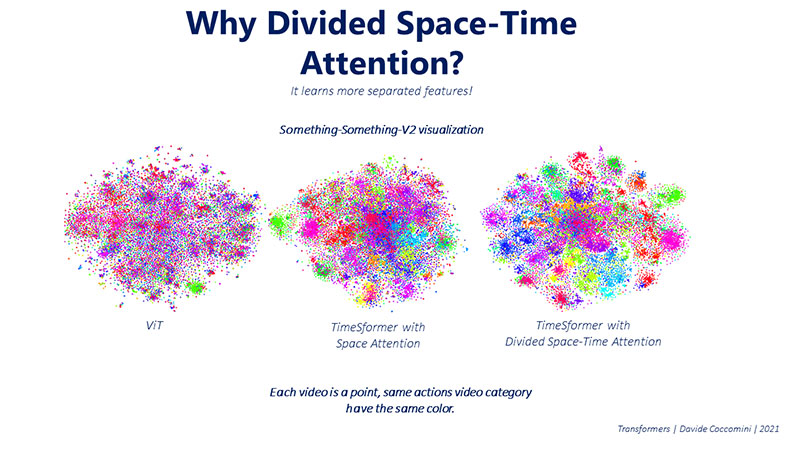 Why Divided Space-Time
Attention?
It learns more separated features!
Something-Something-V2 visualization
ViT
TimeSformer with
Space Attention
TimeSformer with
Divided Space-Time Attention
Each video is a point, same actions video category
have the same color.
Transformers | Davide Coccomini | 2021